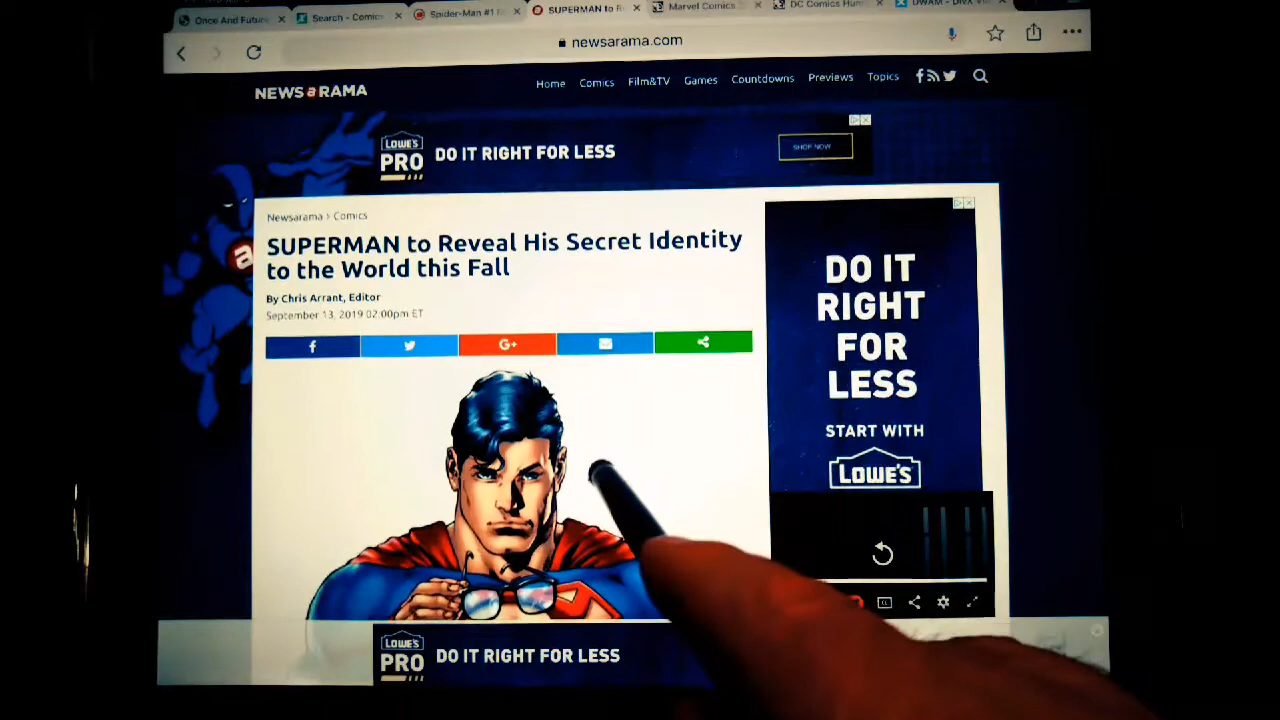 Once And Future
Search - Comics
Spider-Man #1
SUPERMAN to R
Marvel Comics
DC Comics
newsarama.com
NEWSaRAMA
Home Comics Film&TV Games Countdowns Previews Topics
LOWE'S
PRO
DO IT RIGHT FOR LESS
SHOP NOW
Newsarama › Comics
SUPERMAN to Reveal His Secret Identity
to the World this Fall
By Chris Arrant, Editor
September 13, 2019 02:00pm ET
f
G+
a
DO IT
RIGHT
FOR
LESS
START WITH
LOWE'S
CC
LOWE'S
PRO
DO IT RIGHT FOR LESS